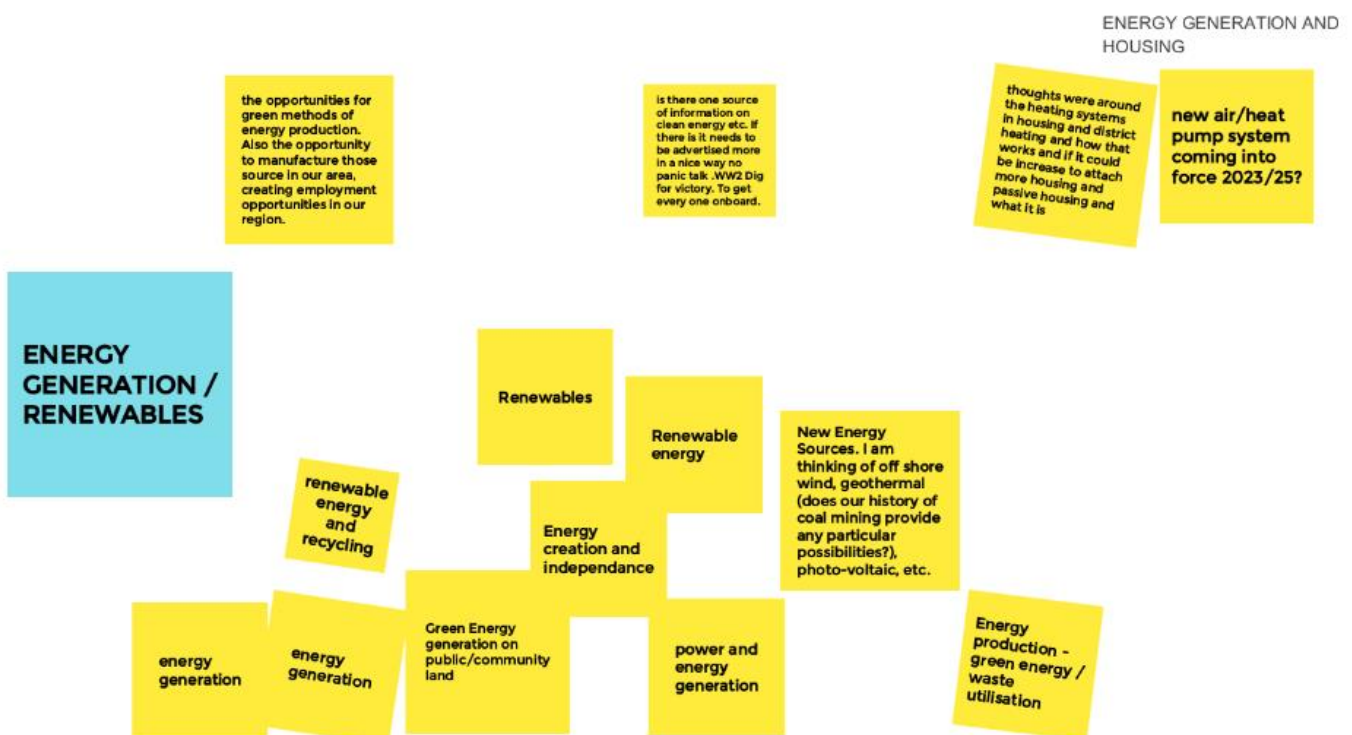 ENERGY GENERATION AND
HOUSING
the opportunities for
green methods of
energy production.
Also the opportunity
to manufacture those
source in our area,
creating employment
opportunities in our
region.
is there one source
of information on
clean energy etc. If
there is it needs to
be advertised more
in a nice way no
panic talk .WW2 Dig
for victory. To get
every one onboard.
thoughts were around
the heating systems
in housing and district
heating and how that
works and if it could
be increase to attach
more housing and
passive housing and
what it is
new air/heat
pump system
coming into
force 2023/25?
ENERGY
GENERATION /
RENEWABLES
Renewables
Renewable
energy
New Energy
Sources. I am
thinking of off shore
wind, geothermal
(does our history of
coal mining provide
any particular
possibilities?),
photo-voltaic, etc.
renewable
energy
and
recycling
Energy
creation and
independance
energy
generation
energy
generation
Green Energy
generation on
public/community
land
power and
energy
generation
Energy
production -
green energy /
waste
utilisation